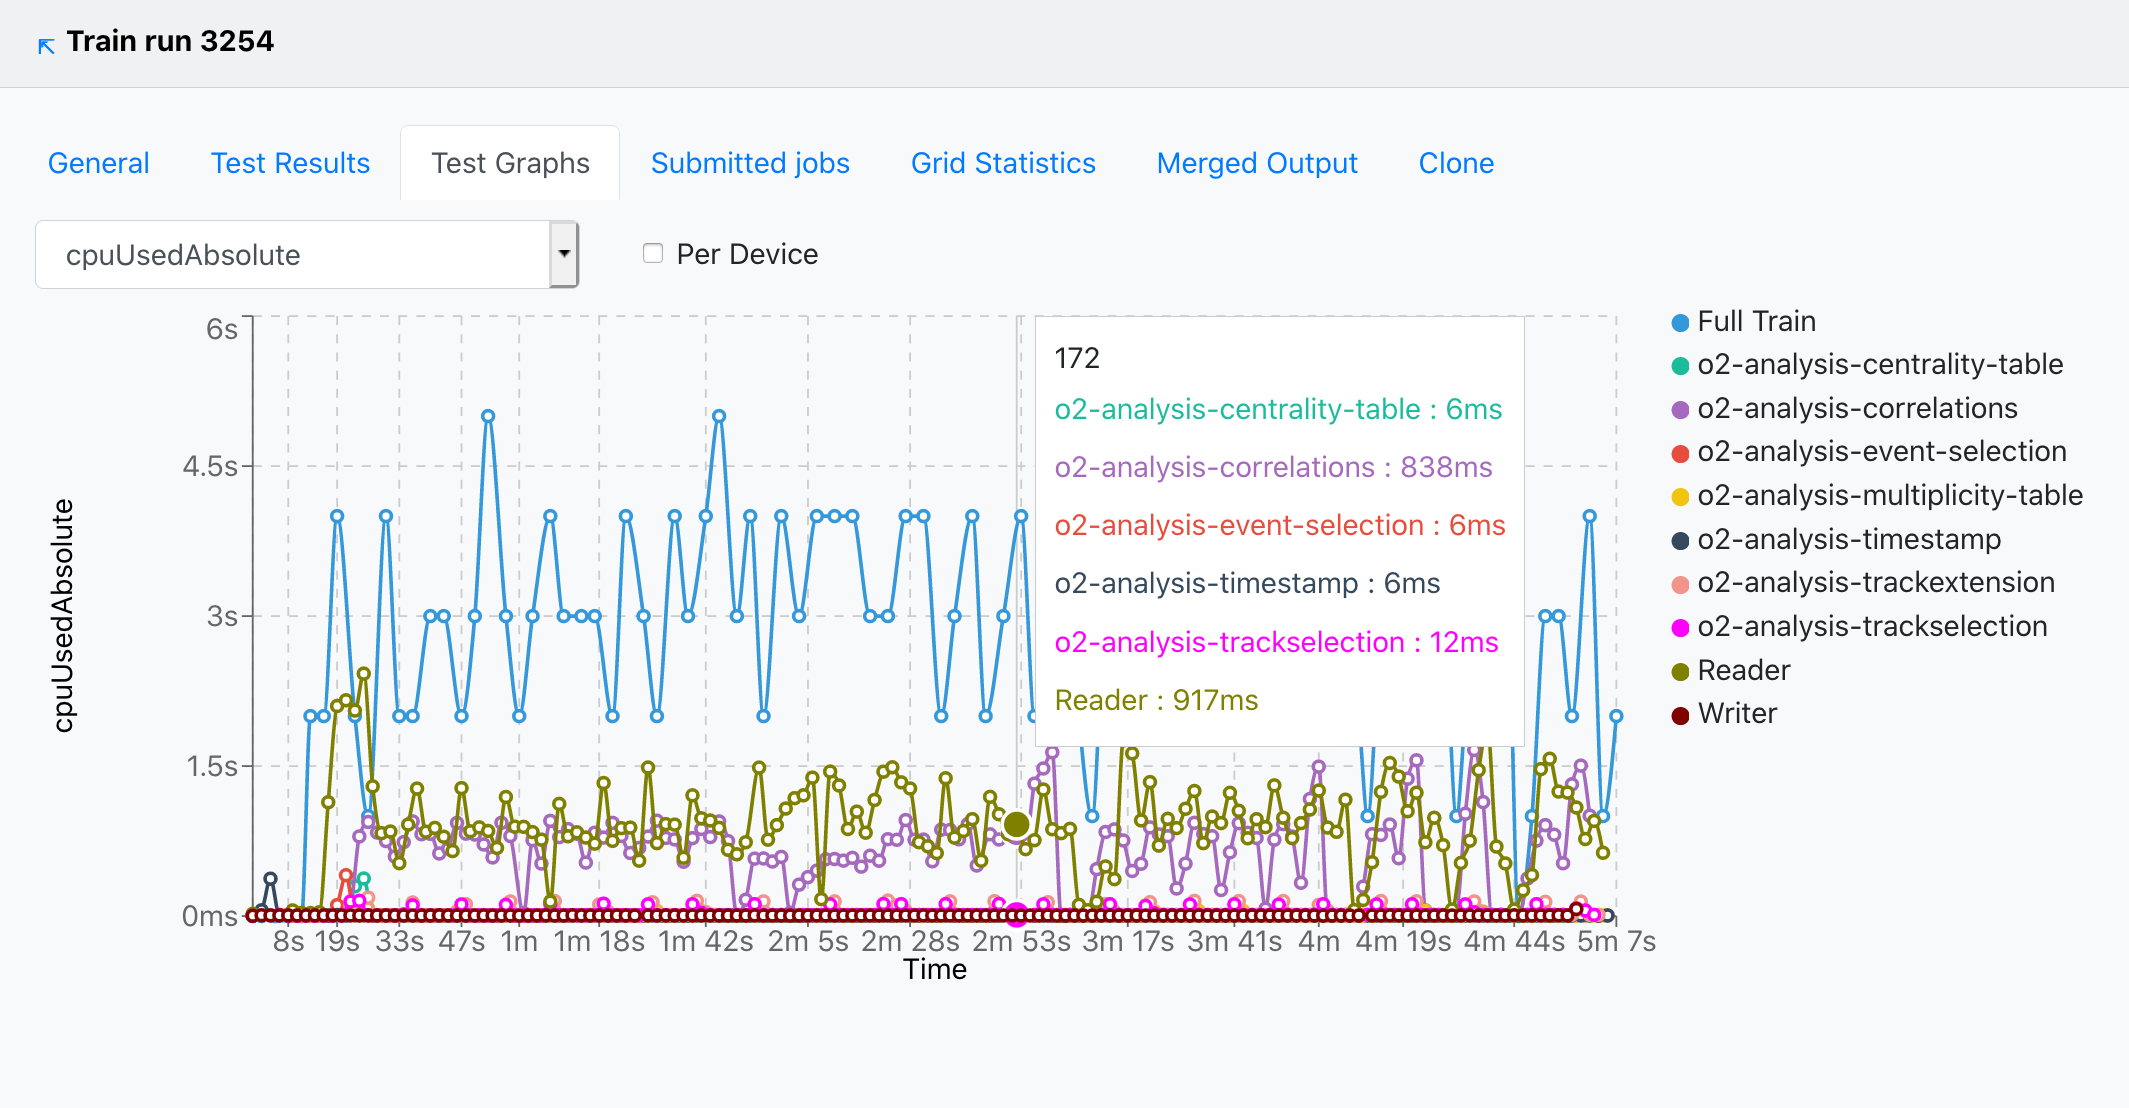 Train run 3254
General Test Results Test Graphs Submitted jobs Grid Statistics Merged Output Clone
cpuUsedAbsolute Per Device
cpuUsedAbsolute
6s
4.5s
3s
1.5s
0ms
8s 19s 33s 47s 1m 1m 18s 1m 42s 2m 5s 2m 28s 2m 53s 3m 17s 3m 41s 4m 4m 19s 4m 44s 5m 7s
Time
172
o2-analysis-centrality-table : 6ms
o2-analysis-correlations : 838ms
o2-analysis-event-selection : 6ms
o2-analysis-timestamp : 6ms
o2-analysis-trackselection : 12ms
Reader : 917ms
Full Train
o2-analysis-centrality-table
o2-analysis-correlations
o2-analysis-event-selection
o2-analysis-multiplicity-table
o2-analysis-timestamp
o2-analysis-trackextension
o2-analysis-trackselection
Reader
Writer